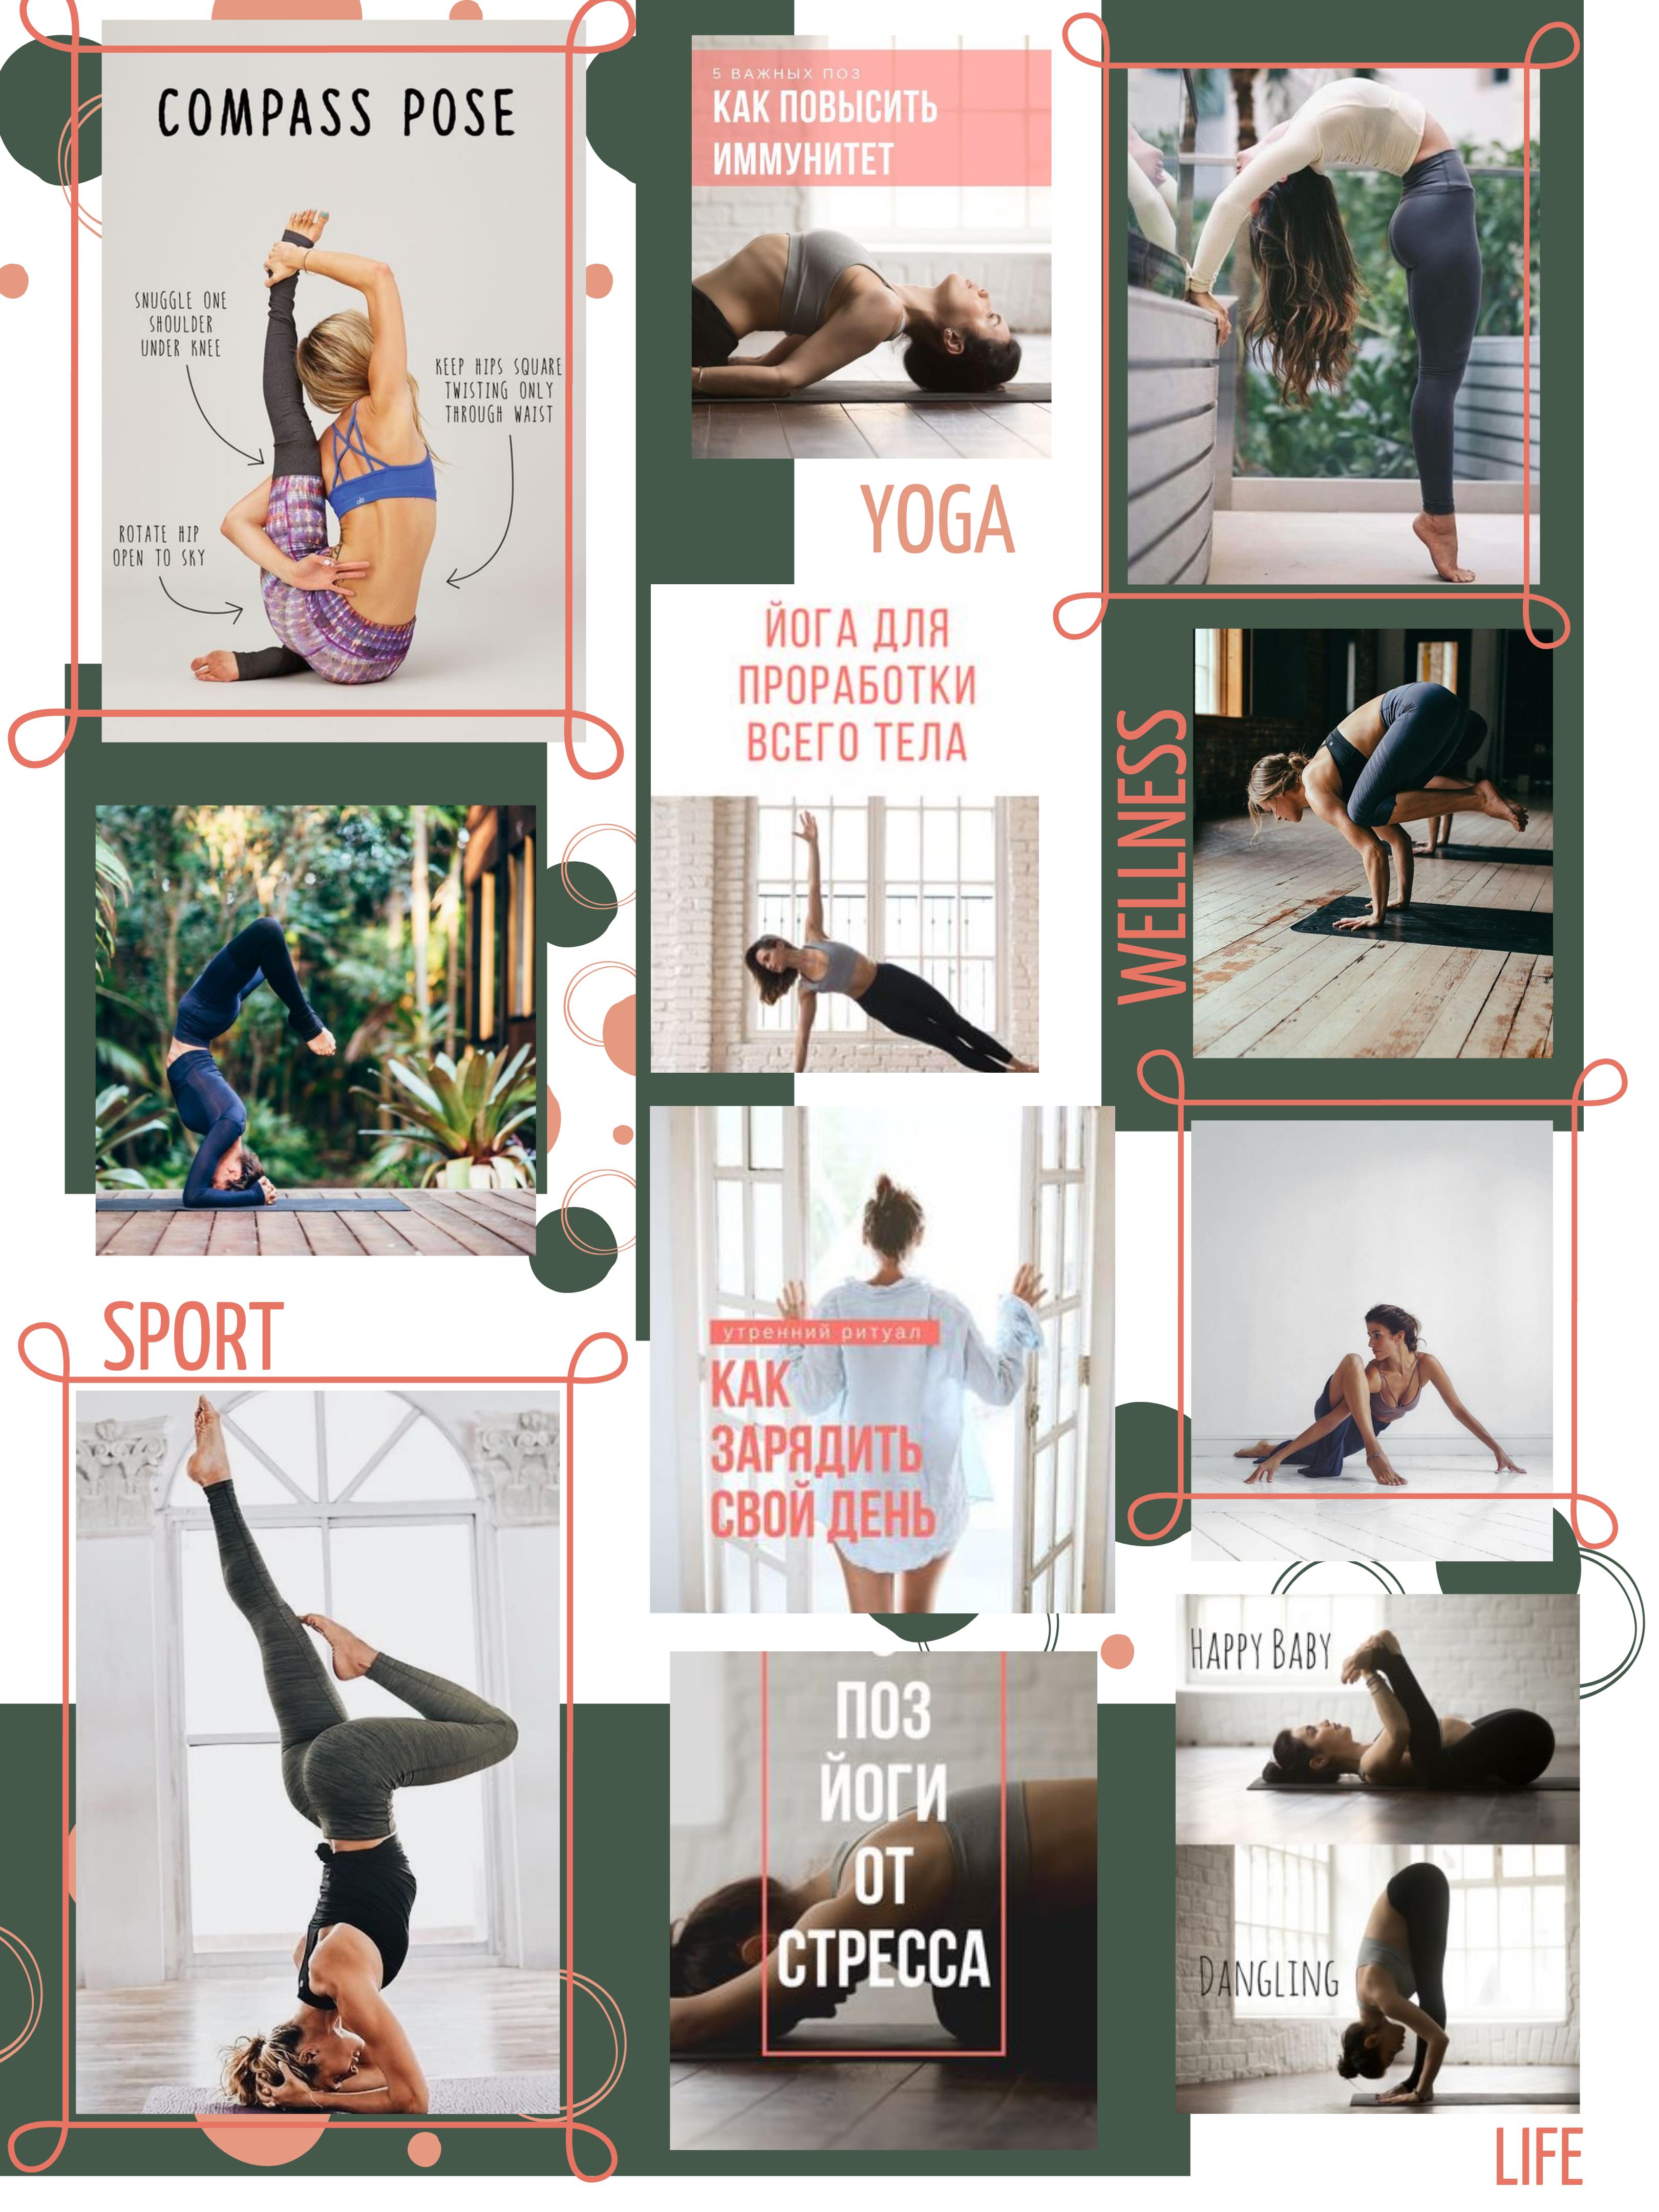 COMPASS POSE
SNUGGLE ONE
SHOULDER
UNDER KNEE
KEEP HIPS SQUARE
TWISTING ONLY
THROUGH WAIST
ROTATE HIP
OPEN TO SKY
5 ВАЖНЫХ ПОЗ
КАК ПОВЫСИТЬ
ИММУНИТЕТ
YOGA
ЙОГА ДЛЯ
ПРОРАБОТКИ
ВСЕГО ТЕЛА
WELLNESS
SPORT
утренний ритуал
КАК
ЗАРЯДИТЬ
СВОЙ ДЕНЬ
ПОЗ
ЙОГИ
ОТ
СТРЕССА
HAPPY BABY
DANGLING
LIFE